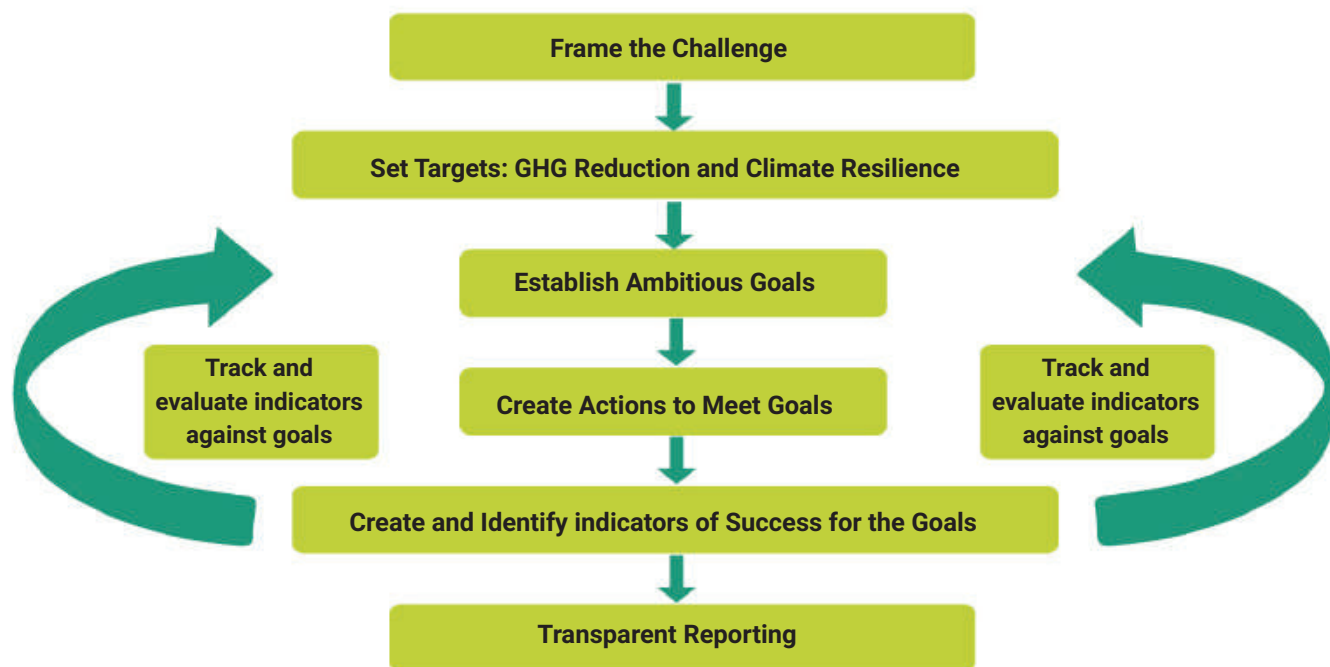 Frame the Challenge
Set Targets: GHG Reduction and Climate Resilience
Establish Ambitious Goals
Track and
evaluate indicators
against goals
Create Actions to Meet Goals
Track and
evaluate indicators
against goals
Create and Identify indicators of Success for the Goals
Transparent Reporting